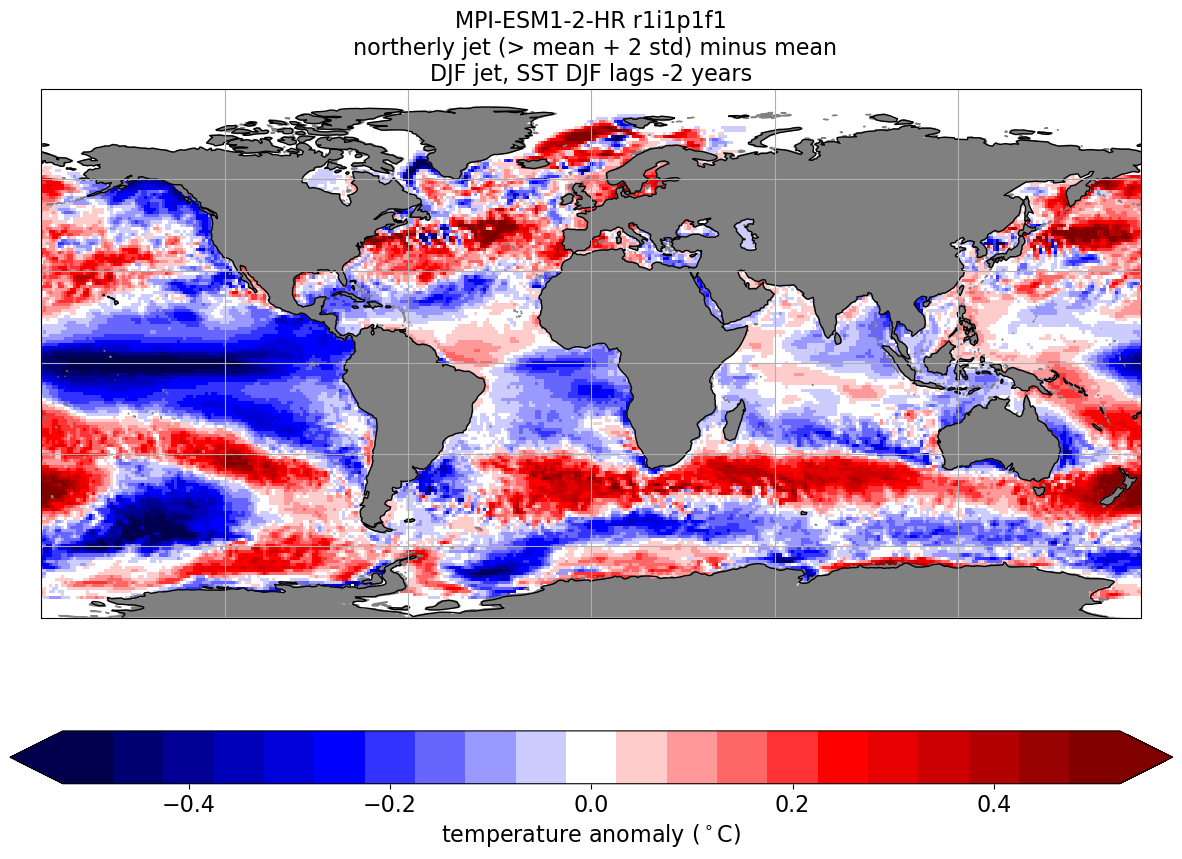 MPI-ESM1-2-HR r1i1p1f1
northerly jet (> mean + 2 std) minus mean
DJF jet, SST DJF lags -2 years
−0.4 −0.2 0.0 0.2 0.4
temperature anomaly (°C)